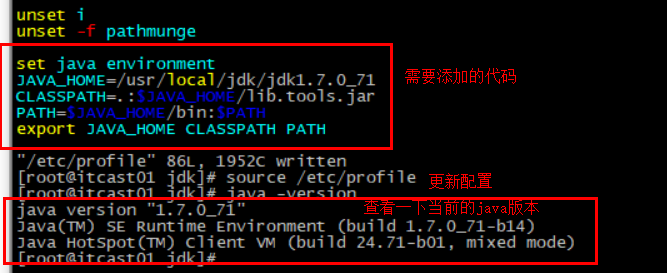 unset i
unset -f pathmunge
set java environment
JAVA_HOME=/usr/local/jdk/jdk1.7.0_71
CLASSPATH=.:$JAVA_HOME/lib.tools.jar
PATH=$JAVA_HOME/bin:$PATH
export JAVA_HOME CLASSPATH PATH
需要添加的代码
"/etc/profile" 86L, 1952C written
[root@itcast01 jdk]# source /etc/profile
更新配置
[root@itcast01 jdk]# java -version
查看一下当前的java版本
java version "1.7.0_71"
Java(TM) SE Runtime Environment (build 1.7.0_71-b14)
Java HotSpot(TM) Client VM (build 24.71-b01, mixed mode)
[root@itcast01 jdk]#